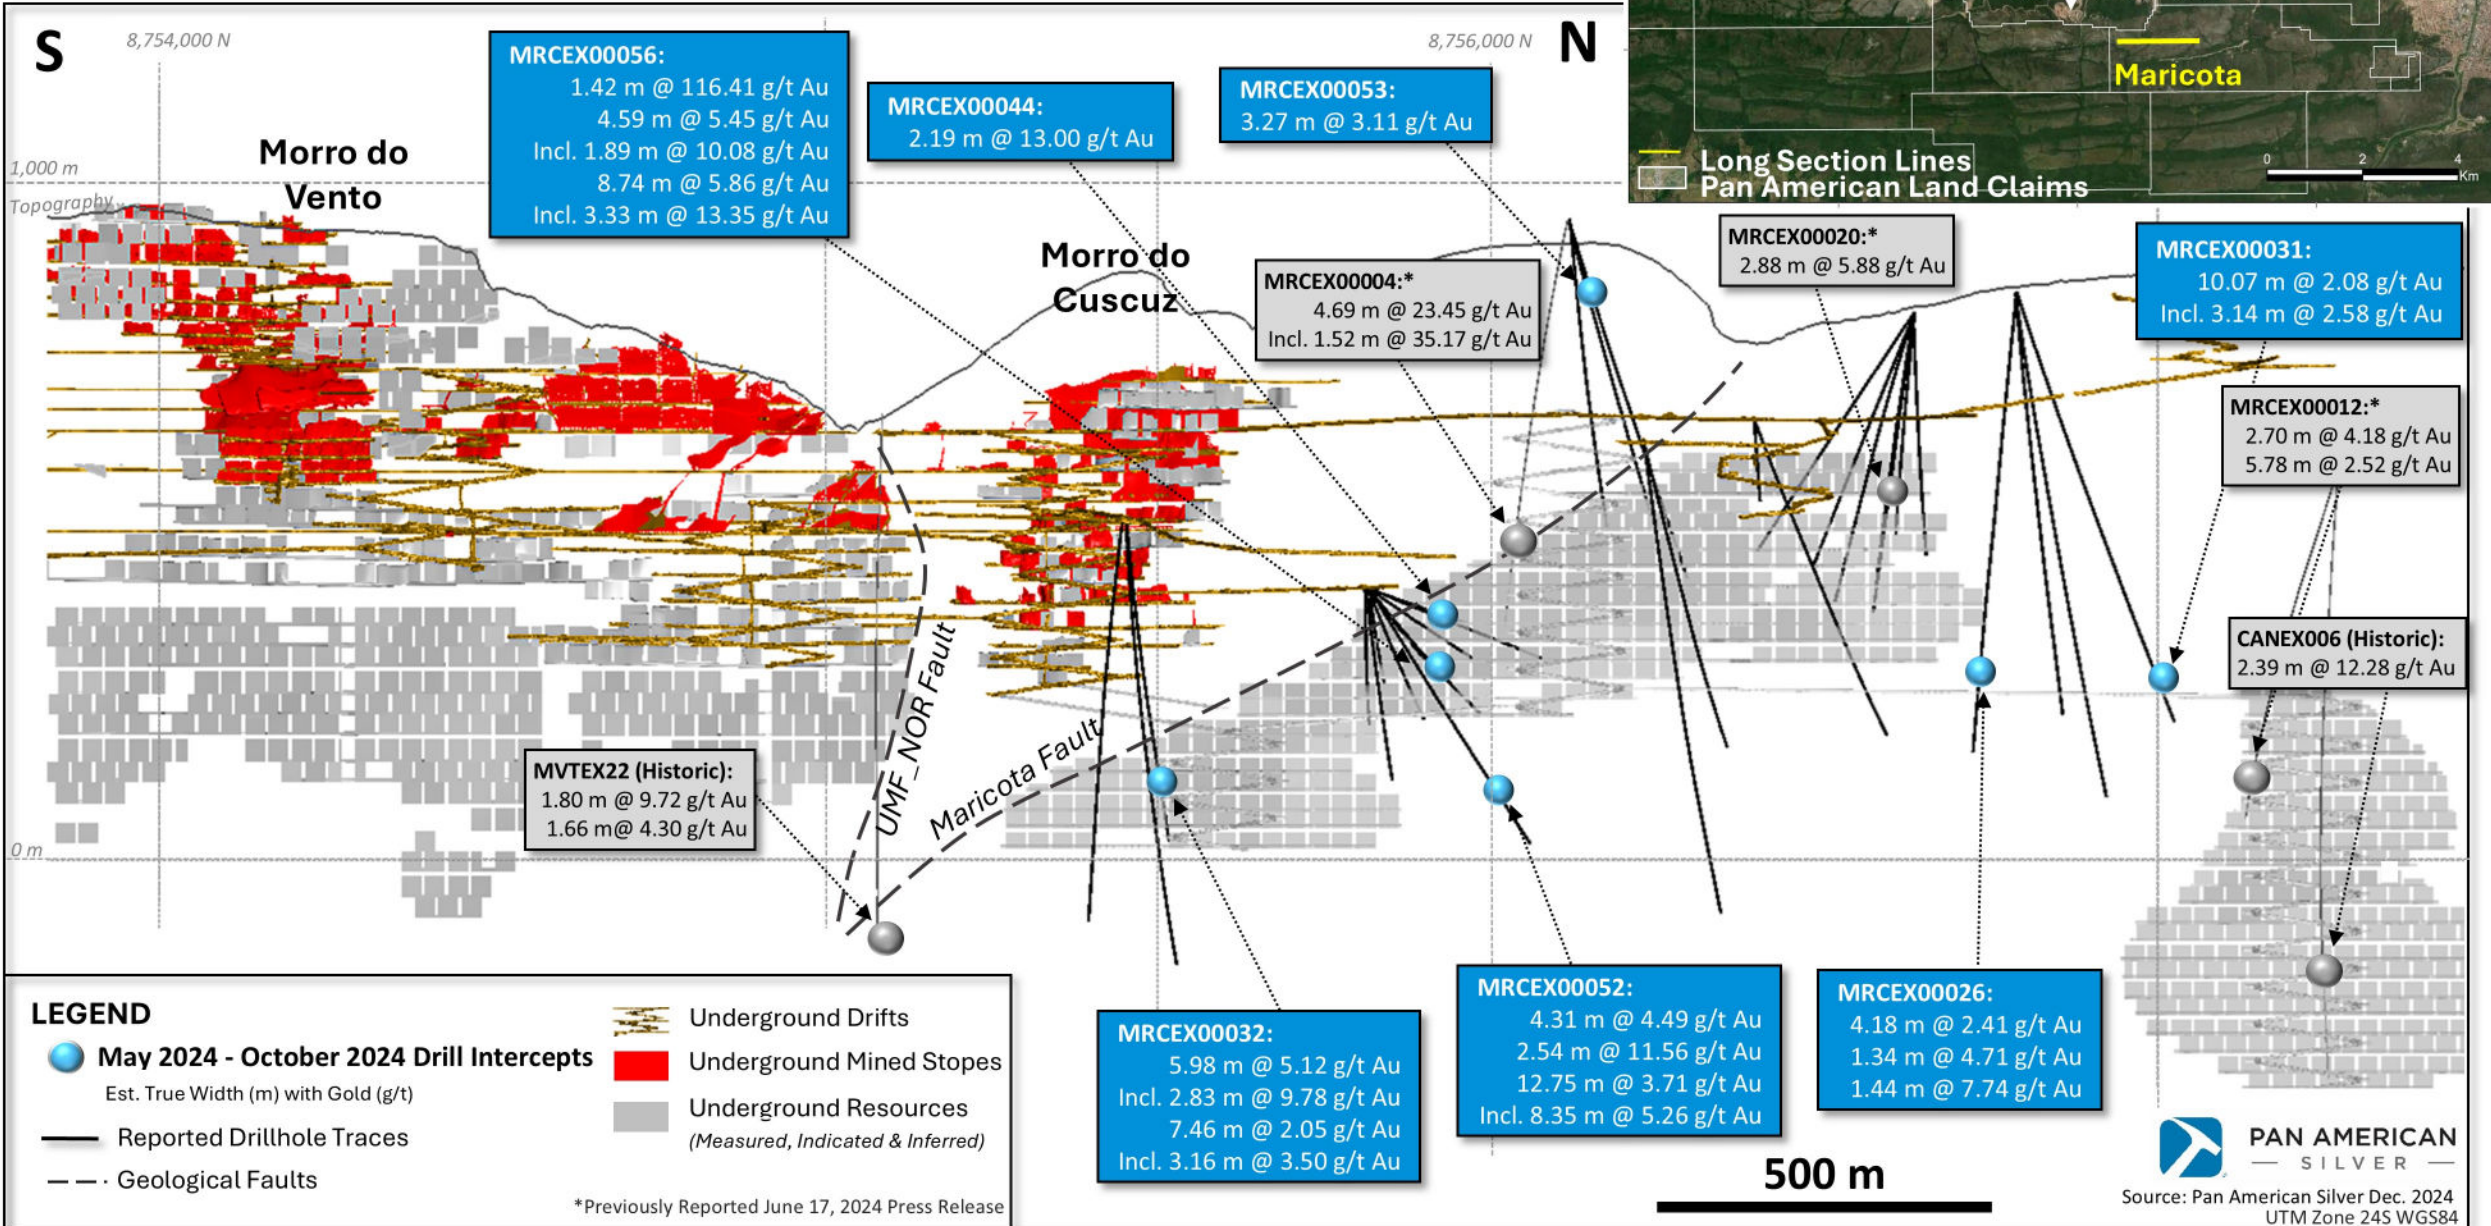 S
8,754,000 N
8,756,000 N
N
Maricota
Long Section Lines
Pan American Land Claims
0 2 4
Km
MRCEX00056:
1.42 m @ 116.41 g/t Au
4.59 m @ 5.45 g/t Au
Incl. 1.89 m @ 10.08 g/t Au
8.74 m @ 5.86 g/t Au
Incl. 3.33 m @ 13.35 g/t Au
MRCEX00044:
2.19 m @ 13.00 g/t Au
MRCEX00053:
3.27 m @ 3.11 g/t Au
Morro do
Vento
1,000 m
Topography
Morro do
Cuscuz
MRCEX00004:*
4.69 m @ 23.45 g/t Au
Incl. 1.52 m @ 35.17 g/t Au
MRCEX00020:*
2.88 m @ 5.88 g/t Au
MRCEX00031:
10.07 m @ 2.08 g/t Au
Incl. 3.14 m @ 2.58 g/t Au
MRCEX00012:*
2.70 m @ 4.18 g/t Au
5.78 m @ 2.52 g/t Au
CANEX006 (Historic):
2.39 m @ 12.28 g/t Au
UMF_NOR Fault
Maricota Fault
MVTEX22 (Historic):
1.80 m @ 9.72 g/t Au
1.66 m@ 4.30 g/t Au
0 m
MRCEX00032:
5.98 m @ 5.12 g/t Au
Incl. 2.83 m @ 9.78 g/t Au
7.46 m @ 2.05 g/t Au
Incl. 3.16 m @ 3.50 g/t Au
MRCEX00052:
4.31 m @ 4.49 g/t Au
2.54 m @ 11.56 g/t Au
12.75 m @ 3.71 g/t Au
Incl. 8.35 m @ 5.26 g/t Au
MRCEX00026:
4.18 m @ 2.41 g/t Au
1.34 m @ 4.71 g/t Au
1.44 m @ 7.74 g/t Au
LEGEND
May 2024 - October 2024 Drill Intercepts
Est. True Width (m) with Gold (g/t)
Reported Drillhole Traces
Geological Faults
Underground Drifts
Underground Mined Stopes
Underground Resources
(Measured, Indicated & Inferred)
*Previously Reported June 17, 2024 Press Release
500 m
PAN AMERICAN
SILVER
Source: Pan American Silver Dec. 2024
UTM Zone 24S WGS84